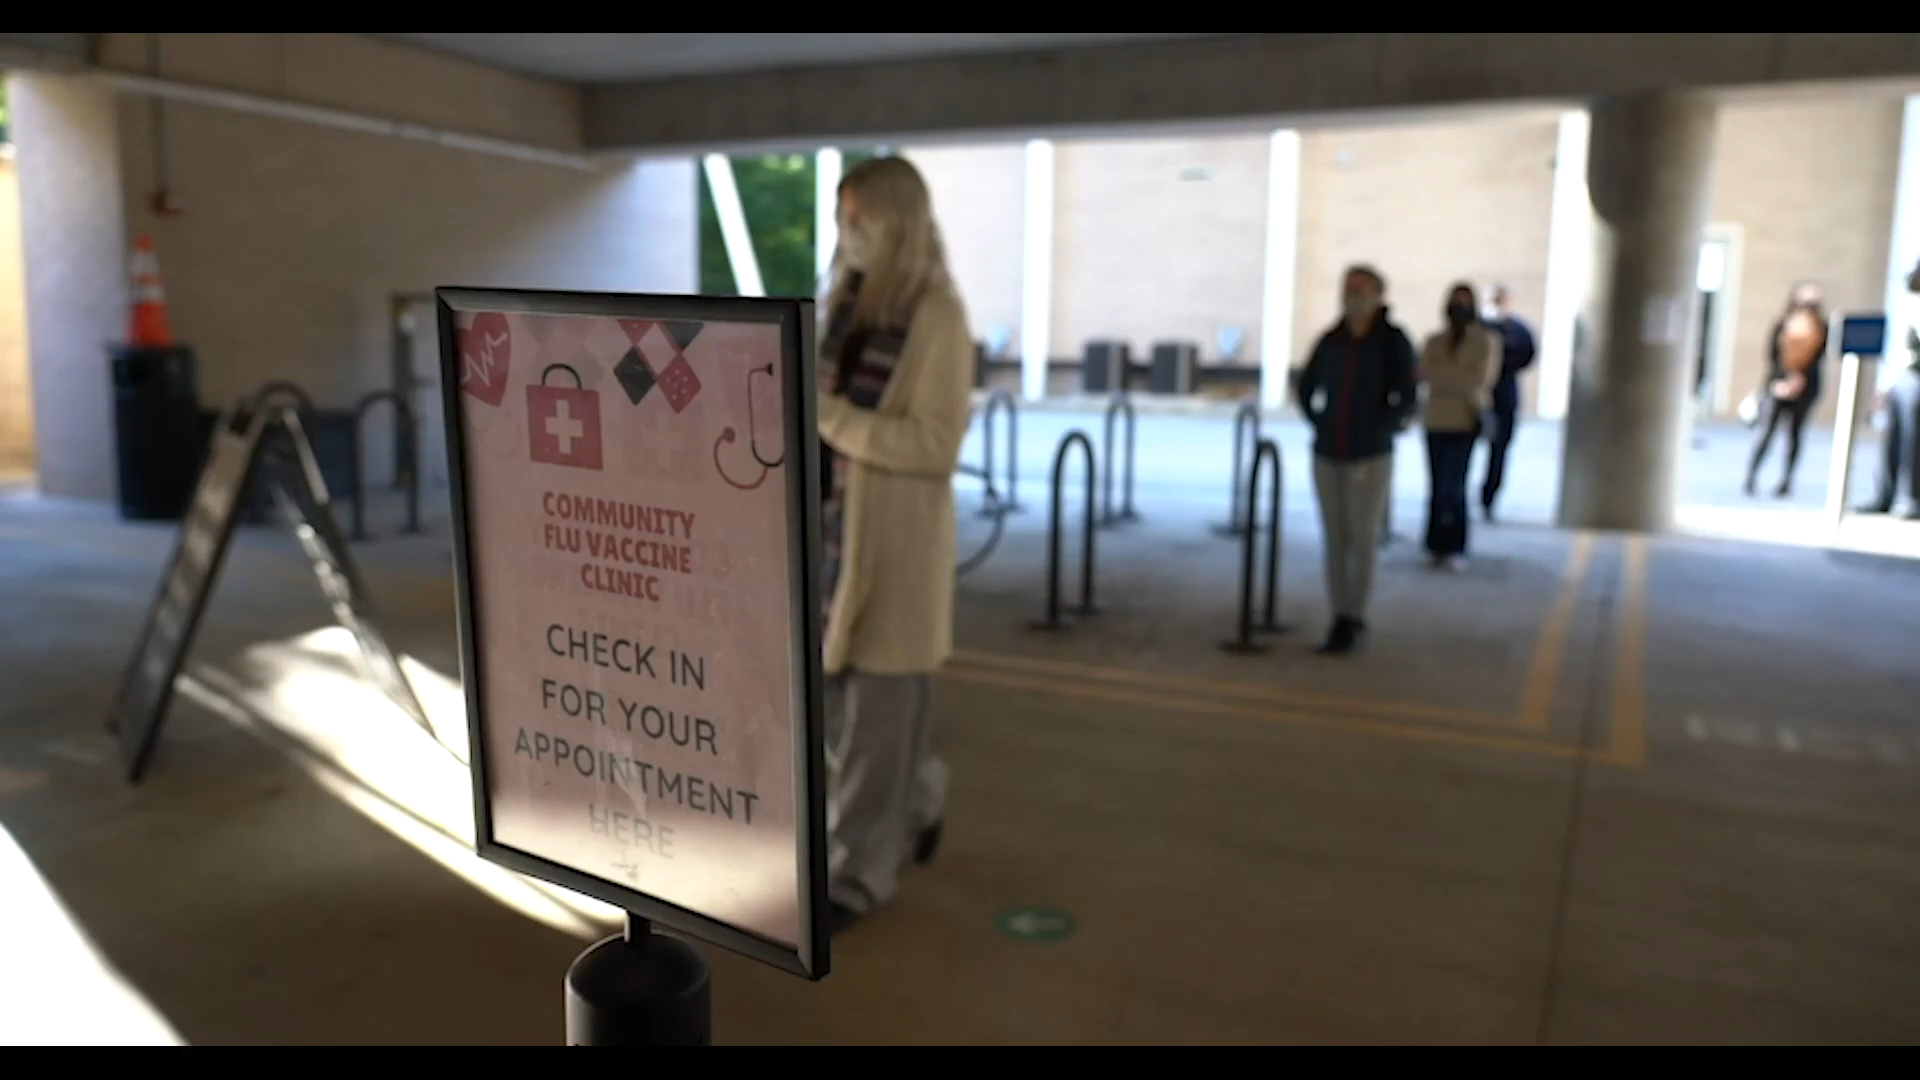 COMMUNITY
FLU VACCINE
CLINIC
CHECK IN
FOR YOUR
APPOINTMENT
HERE